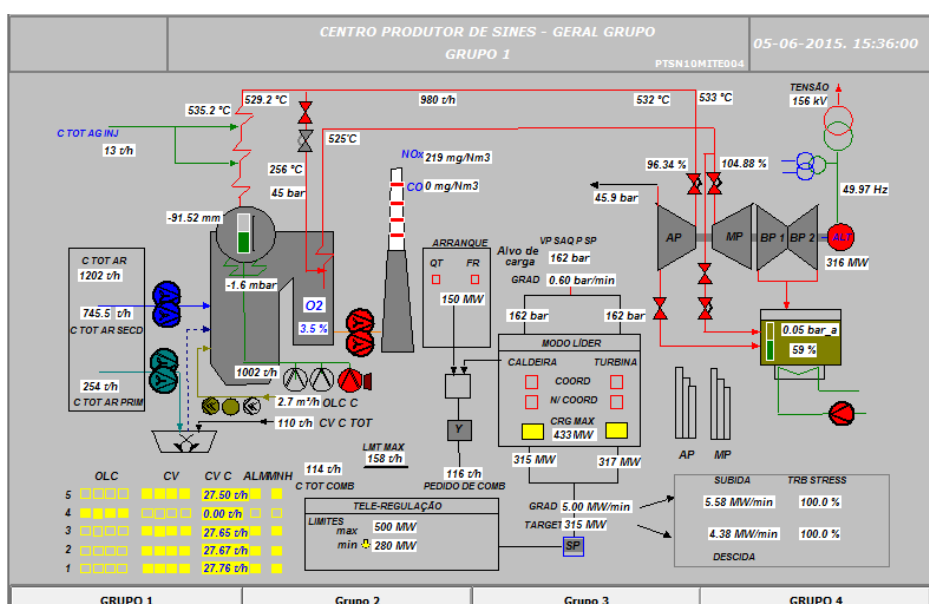 CENTRO PRODUTOR DE SINES - GERAL GRUPO
GRUPO 1
PTSN10MITE004
05-06-2015. 15:36:00
TENSÃO
156 kV
529.2 °C
980 t/h
532 °C
533 °C
535.2 °C
C TOT AG INJ
13 t/h
525°C
NOx 219 mg/Nm3
CO 0 mg/Nm3
256 °C
45 bar
96.34 %
104.88 %
45.9 bar
49.97 Hz
-91.52 mm
AP
MP
BP 1
BP 2
ALT
316 MW
C TOT AR
1202 t/h
745.5 t/h
C TOT AR SECD
254 t/h
C TOT AR PRIM
-1.6 mbar
O2
3.5 %
1002 t/h
ARRANQUE
QT
FR
150 MW
VP SAQ P SP
Alvo de
carga
162 bar
GRAD 0.60 bar/min
162 bar
162 bar
MODO LÍDER
CALDEIRA
TURBINA
COORD
N/ COORD
CRG MAX
433 MW
0.05 bar_a
59 %
2.7 m³/h OLC C
110 t/h CV C TOT
Y
LMT MAX
158 t/h
114 t/h
C TOT COMB
116 t/h
PEDIDO DE COMB
315 MW
317 MW
AP
MP
OLC
CV
CV C
ALM
MNH
5
27.50 t/h
4
0.00 t/h
3
27.65 t/h
2
27.67 t/h
1
27.76 t/h
TELE-REGULAÇÃO
LIMITES
max
500 MW
min
280 MW
GRAD 5.00 MW/min
TARGET 315 MW
SP
SUBIDA
TRB STRESS
5.58 MW/min
100.0 %
4.38 MW/min
100.0 %
DESCIDA
GRUPO 1
Grupo 2
Grupo 3
GRUPO 4